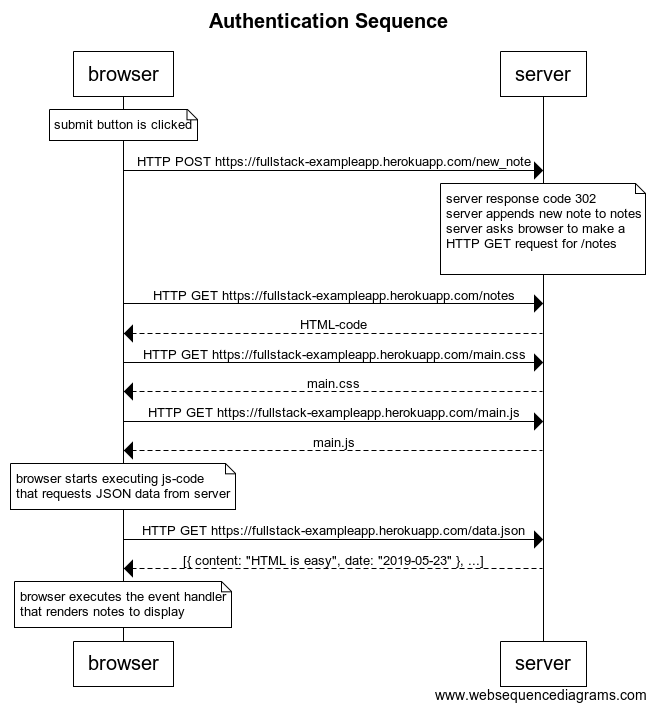 Authentication Sequence
browser
server
submit button is clicked
HTTP POST https://fullstack-exampleapp.herokuapp.com/new_note
server response code 302
server appends new note to notes
server asks browser to make a
HTTP GET request for /notes
HTTP GET https://fullstack-exampleapp.herokuapp.com/notes
HTML-code
HTTP GET https://fullstack-exampleapp.herokuapp.com/main.css
main.css
HTTP GET https://fullstack-exampleapp.herokuapp.com/main.js
main.js
browser starts executing js-code
that requests JSON data from server
HTTP GET https://fullstack-exampleapp.herokuapp.com/data.json
[{ content: "HTML is easy", date: "2019-05-23" }, ...]
browser executes the event handler
that renders notes to display
browser
server
www.websequencediagrams.com